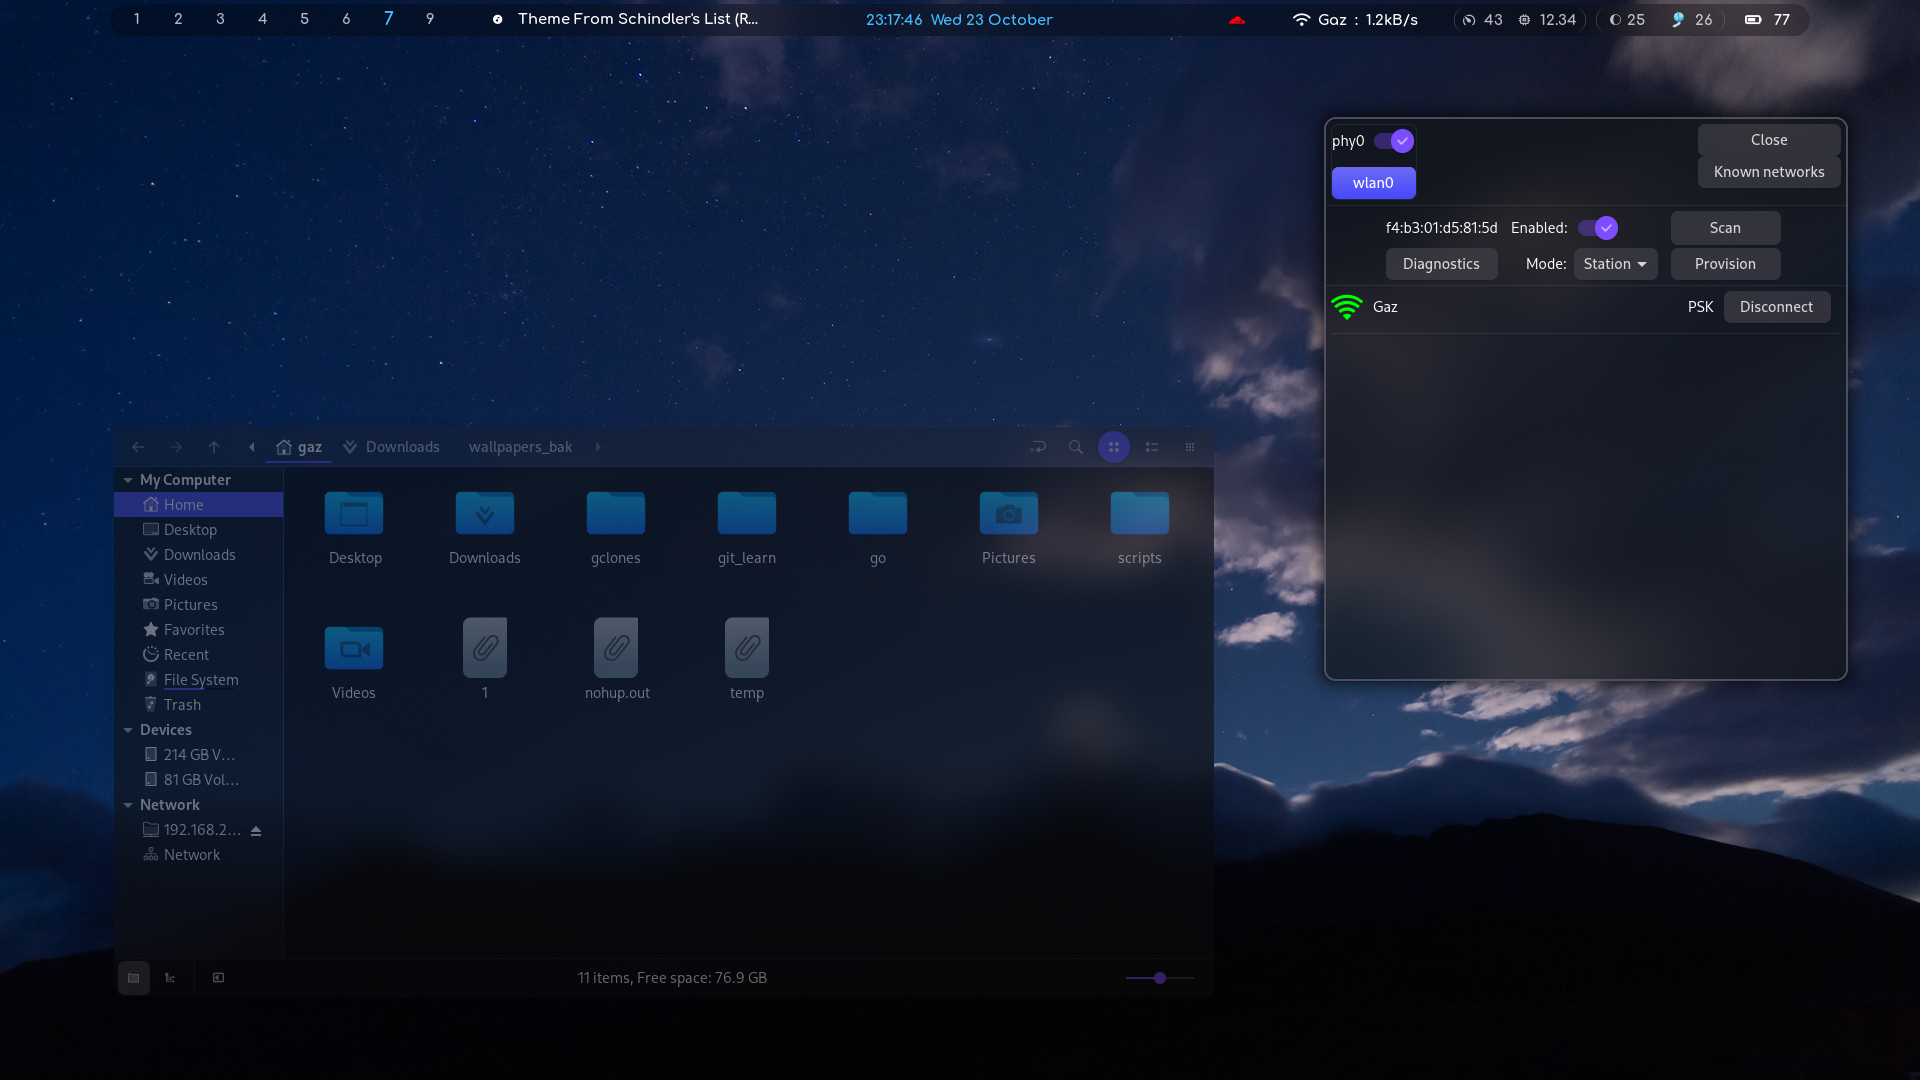 1 2 3 4 5 6 7 9 Theme From Schindler's List (R... 23:17:46 Wed 23 October Gaz : 1.2kB/s 43 12.34 25 26 77
phy0
wlan0
Close
Known networks
f4:b3:01:d5:81:5d Enabled: Scan
Diagnostics Mode: Station Provision
Gaz PSK Disconnect
gaz Downloads wallpapers_bak
My Computer
Home
Desktop
Downloads
Videos
Pictures
Favorites
Recent
File System
Trash
Devices
214 GB V...
81 GB Vol...
Network
192.168.2...
Network
Desktop Downloads gclones git_learn go Pictures scripts
Videos 1 nohup.out temp
11 items, Free space: 76.9 GB